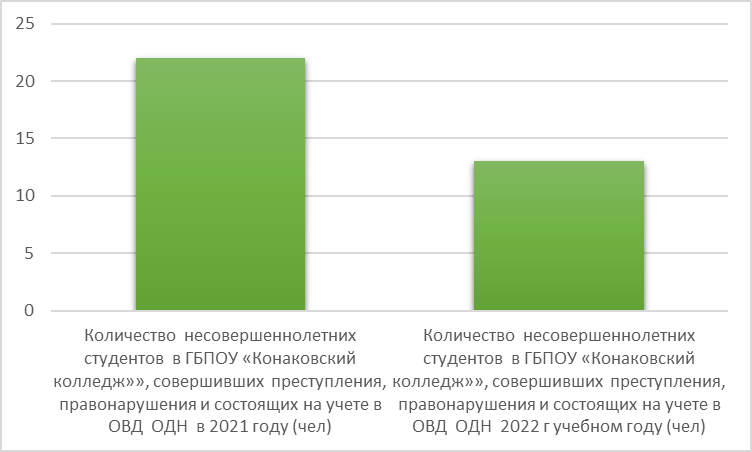 25
20
15
10
5
0
Количество несовершеннолетних
студентов в ГБПОУ «Конаковский
колледж»», совершивших преступления,
правонарушения и состоящих на учете в
ОВД ОДН в 2021 году (чел)
Количество несовершеннолетних
студентов в ГБПОУ «Конаковский
колледж»», совершивших преступления,
правонарушения и состоящих на учете в
ОВД ОДН 2022 г учебном году (чел)